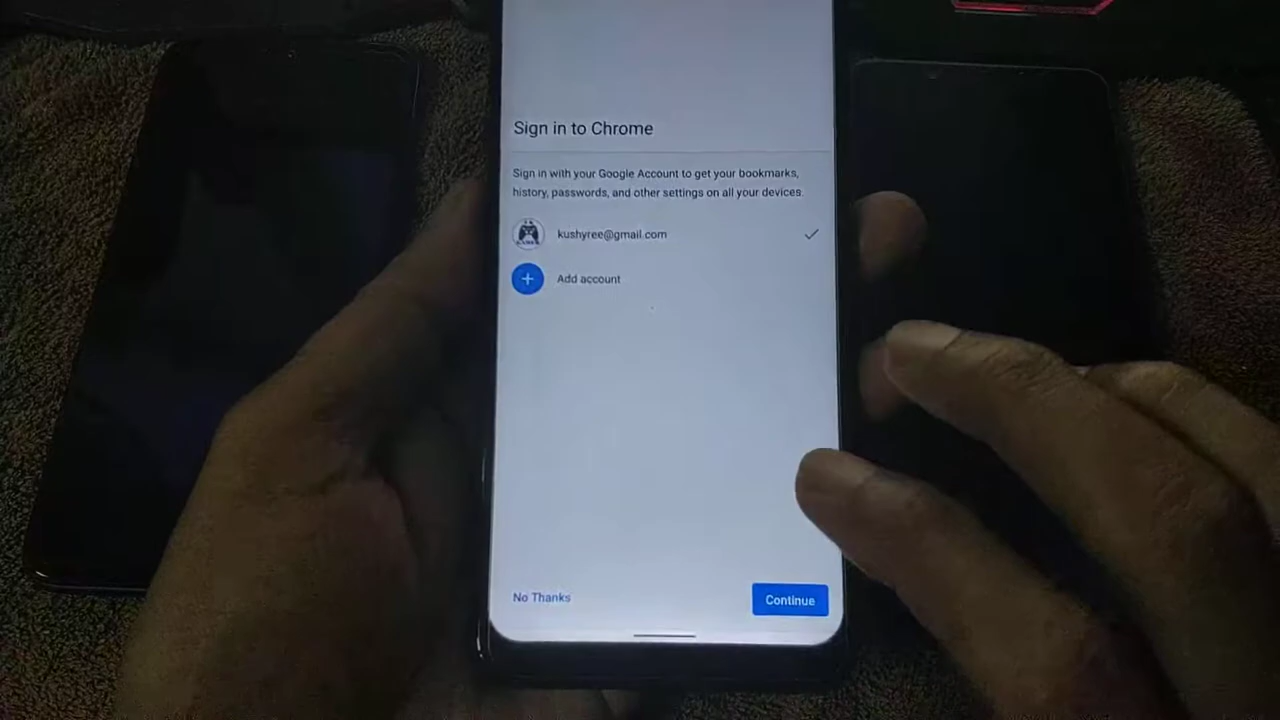 Sign in to Chrome
Sign in with your Google Account to get your bookmarks,
history, passwords, and other settings on all your devices.
kushyree@gmail.com
Add account
No Thanks
Continue